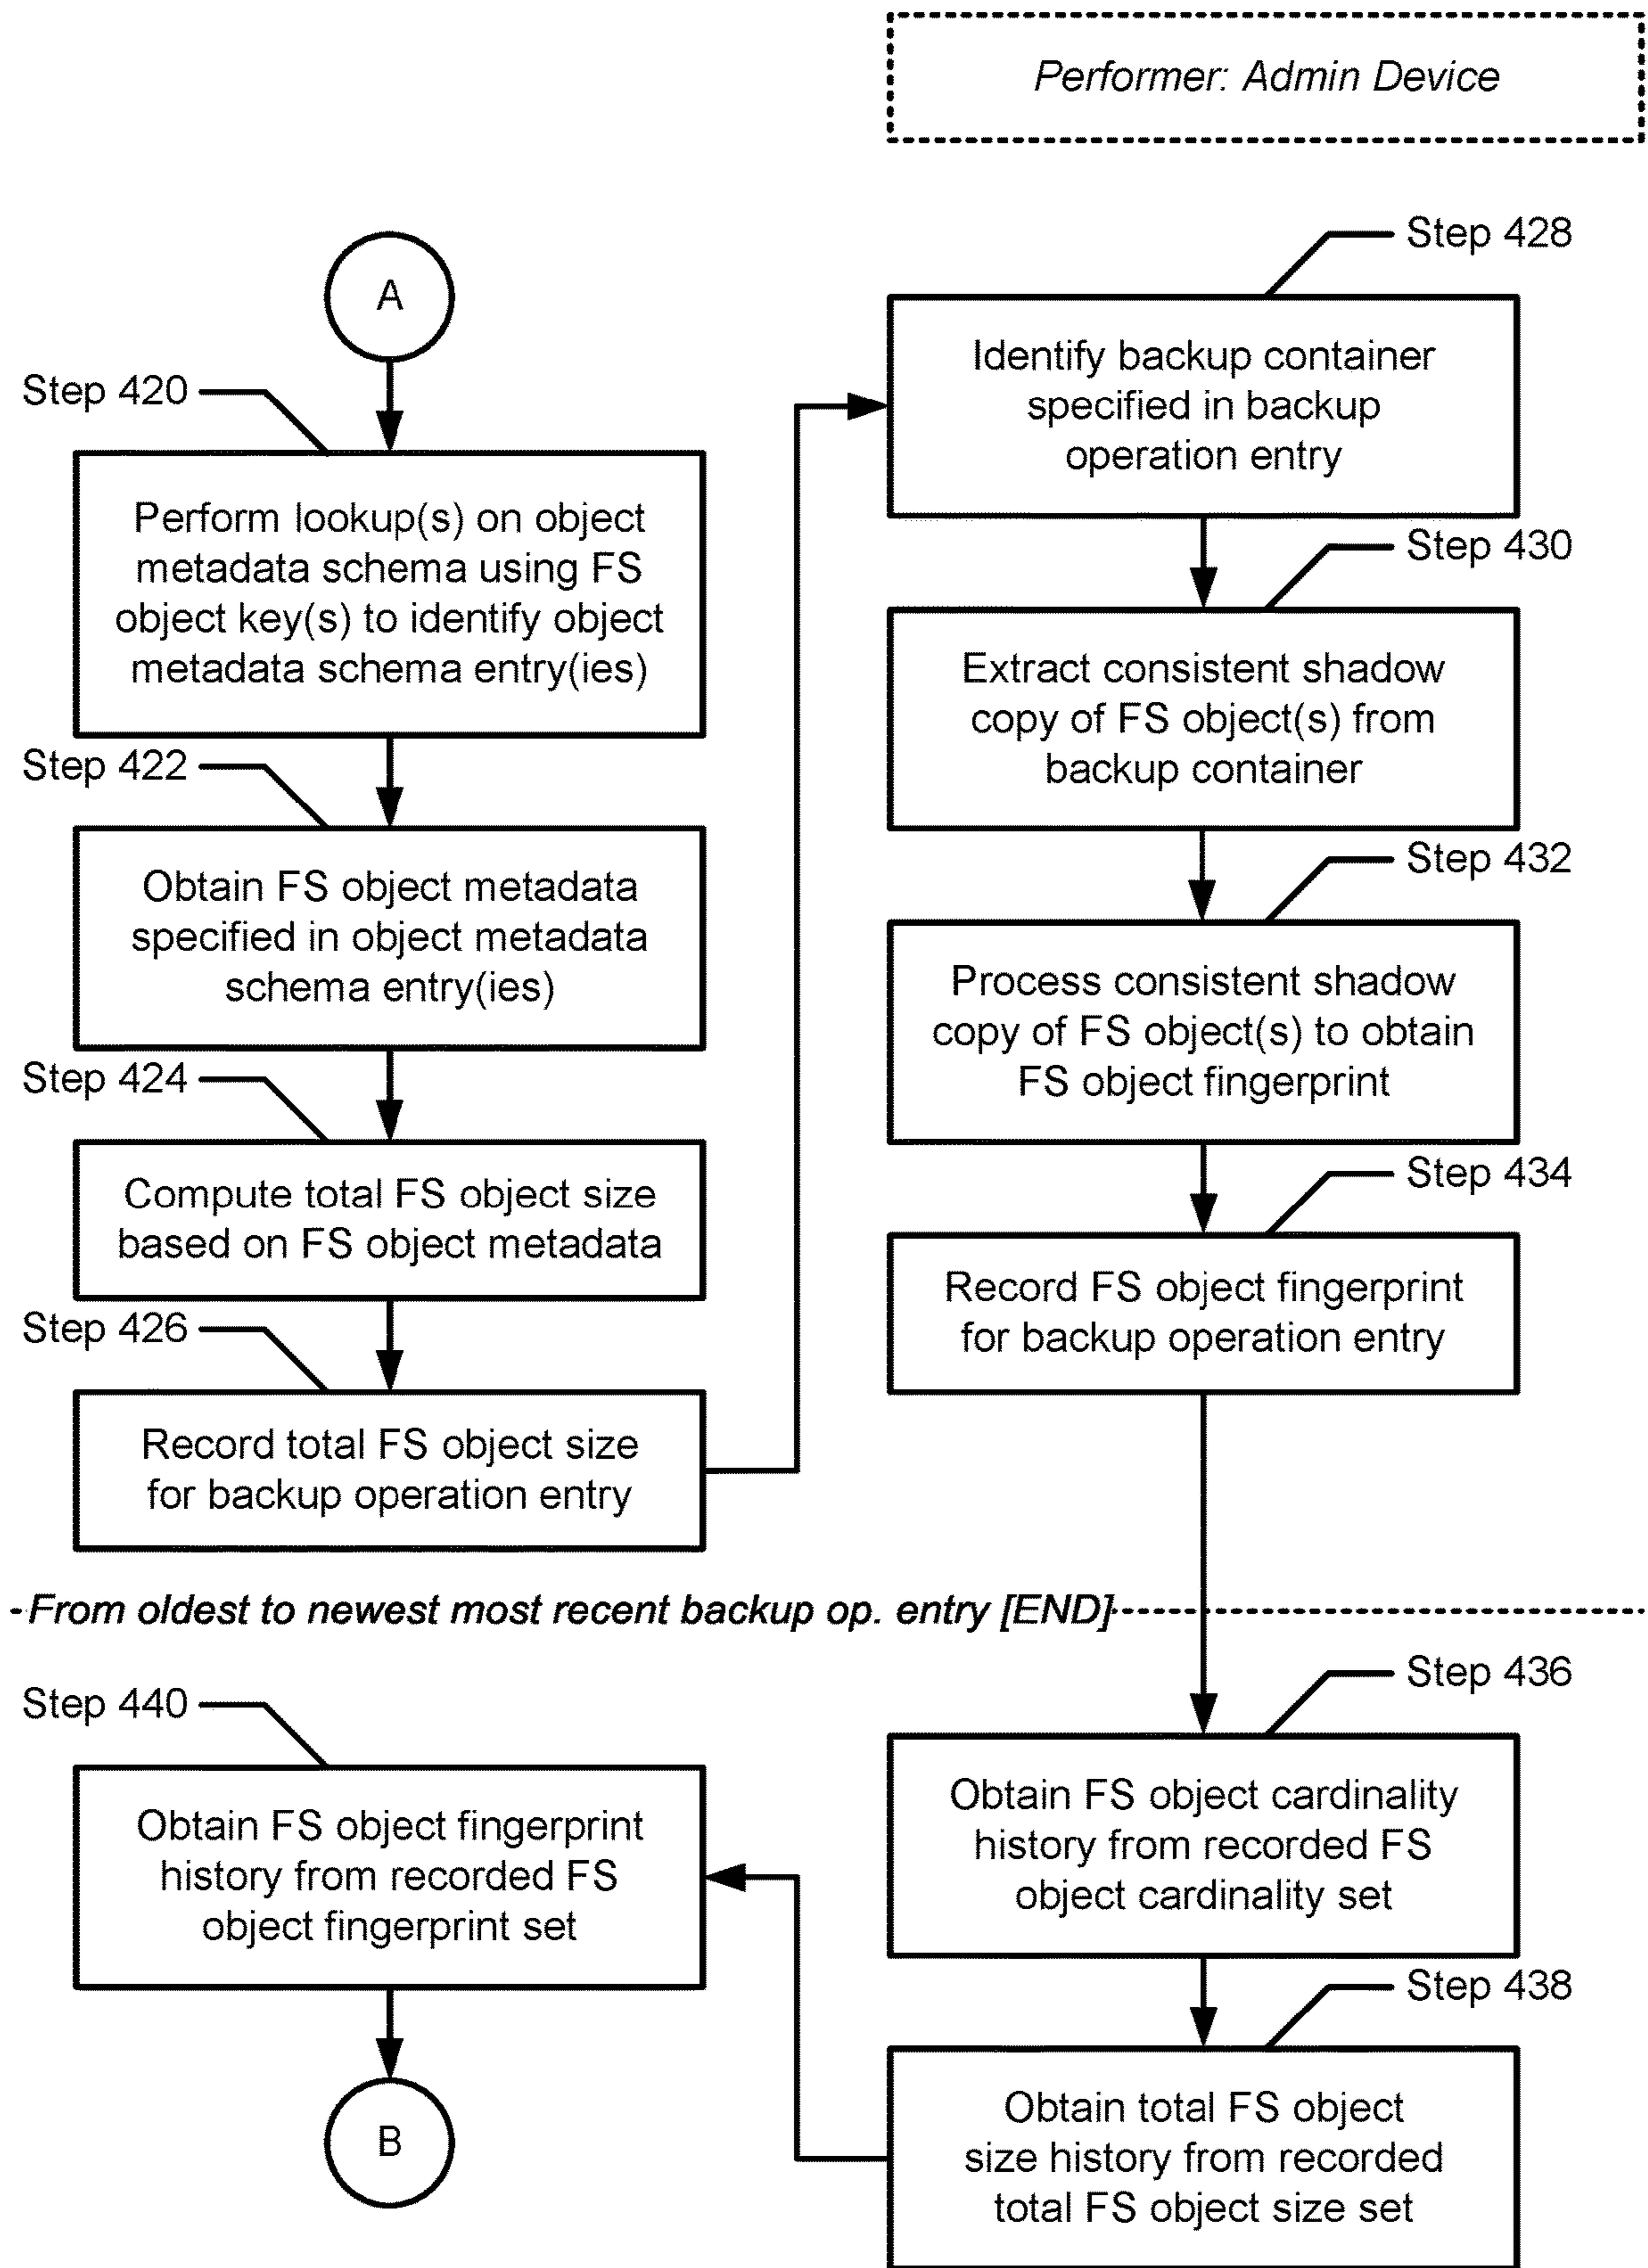 Performer: Admin Device
A
Step 420
Perform lookup(s) on object
metadata schema using FS
object key(s) to identify object
metadata schema entry(ies)
Step 422
Obtain FS object metadata
specified in object metadata
schema entry(ies)
Step 424
Compute total FS object size
based on FS object metadata
Step 426
Record total FS object size
for backup operation entry
Step 428
Identify backup container
specified in backup
operation entry
Step 430
Extract consistent shadow
copy of FS object(s) from
backup container
Step 432
Process consistent shadow
copy of FS object(s) to obtain
FS object fingerprint
Step 434
Record FS object fingerprint
for backup operation entry
From oldest to newest most recent backup op. entry [END]
Step 436
Obtain FS object cardinality
history from recorded FS
object cardinality set
Step 438
Obtain total FS object
size history from recorded
total FS object size set
Step 440
Obtain FS object fingerprint
history from recorded FS
object fingerprint set
B